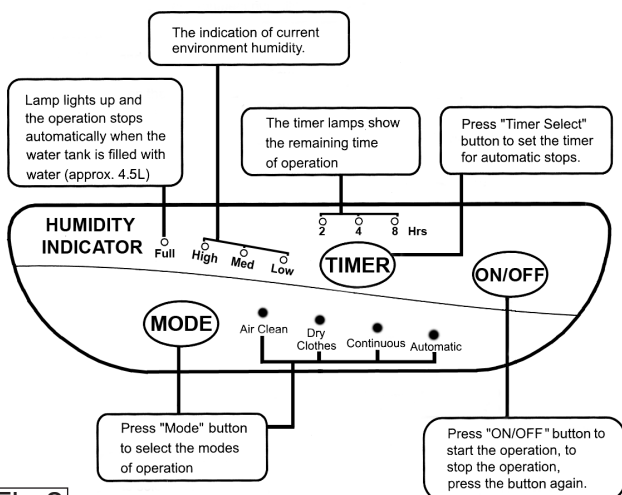 The indication of current
environment humidity.
Lamp lights up and
the operation stops
automatically when the
water tank is filled with
water (approx. 4.5L)
The timer lamps show
the remaining time
of operation
Press "Timer Select"
button to set the timer
for automatic stops.
HUMIDITY
INDICATOR
Full
High
Med
Low
2 4 8 Hrs
TIMER
ON/OFF
MODE
Air Clean
Dry
Clothes
Continuous
Automatic
Press "Mode" button
to select the modes
of operation
Press "ON/OFF" button to
start the operation, to
stop the operation,
press the button again.